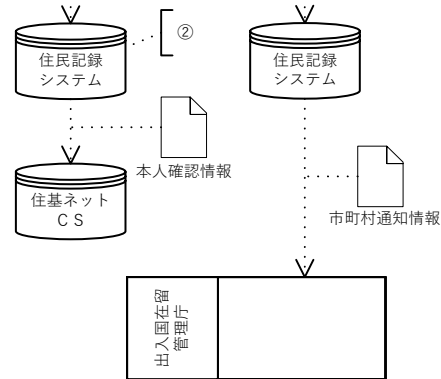 ②
住民記録
システム
住民記録
システム
本人確認情報
住基ネット
ＣＳ
市町村通知情報
出入国在留
管理庁